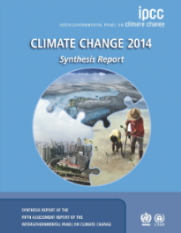 ipcc
INTERGOVERNMENTAL PANEL ON climate change
CLIMATE CHANGE 2014
Synthesis Report
SYNTHESIS REPORT OF THE
FIFTH ASSESSMENT REPORT OF THE
INTERGOVERNMENTAL PANEL ON CLIMATE CHANGE